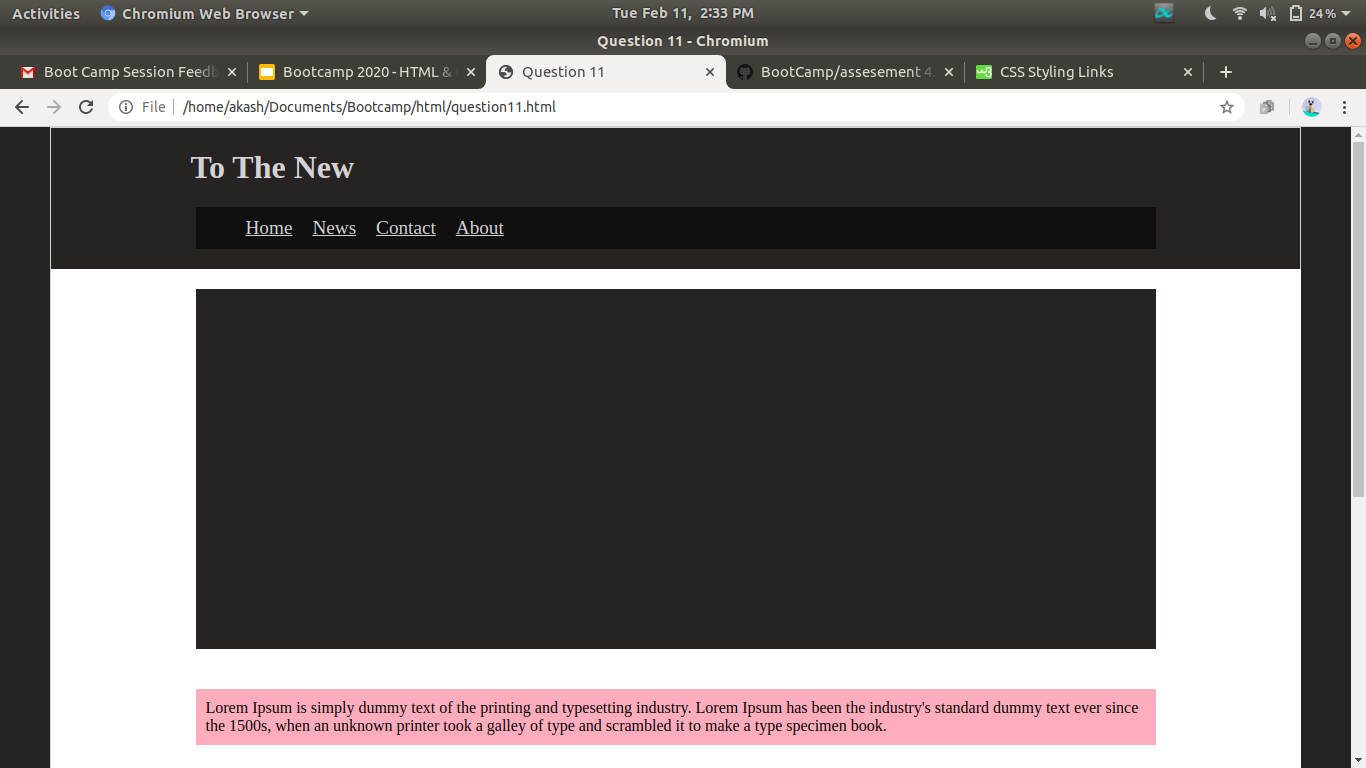 Activities Chromium Web Browser Tue Feb 11, 2:33 PM 24%
Question 11 - Chromium
Boot Camp Session Feedb Bootcamp 2020 - HTML & Question 11 BootCamp/assesement 4. CSS Styling Links
File /home/akash/Documents/Bootcamp/html/question11.html
To The New
Home News Contact About
Lorem Ipsum is simply dummy text of the printing and typesetting industry. Lorem Ipsum has been the industry's standard dummy text ever since
the 1500s, when an unknown printer took a galley of type and scrambled it to make a type specimen book.